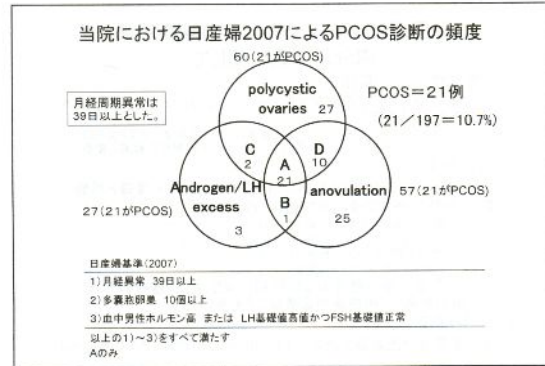 当院における日産婦2007によるPCOS診断の頻度
60(21がPCOS)
月経周期異常は
39日以上とした。
polycystic
ovaries
27
PCOS=21例
(21/197=10.7%)
C
2
D
10
A
21
Androgen/LH
excess
B
1
anovulation
57(21がPCOS)
27(21がPCOS)
3
25
日産婦基準(2007)
1)月経異常 39日以上
2)多嚢胞卵巣 10個以上
3)血中男性ホルモン高 または LH基礎値高値かつFSH基礎値正常
以上の1)~3)をすべて満たす
Aのみ